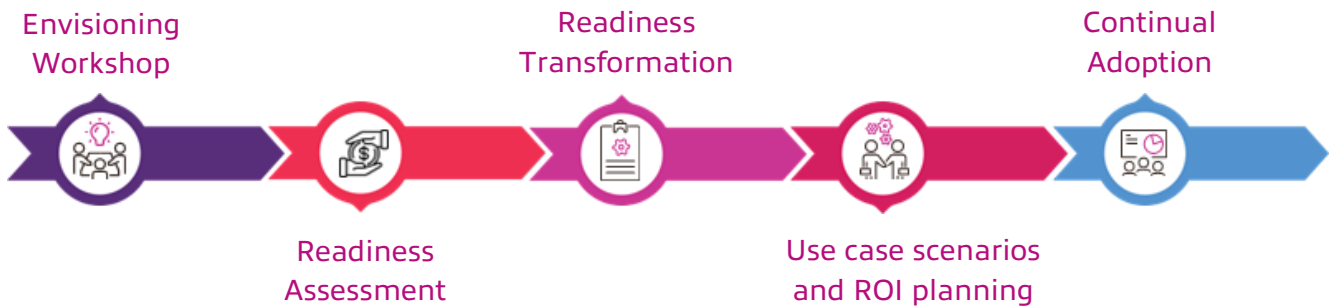 Envisioning
Workshop
Readiness
Assessment
Readiness
Transformation
Use case scenarios
and ROI planning
Continual
Adoption